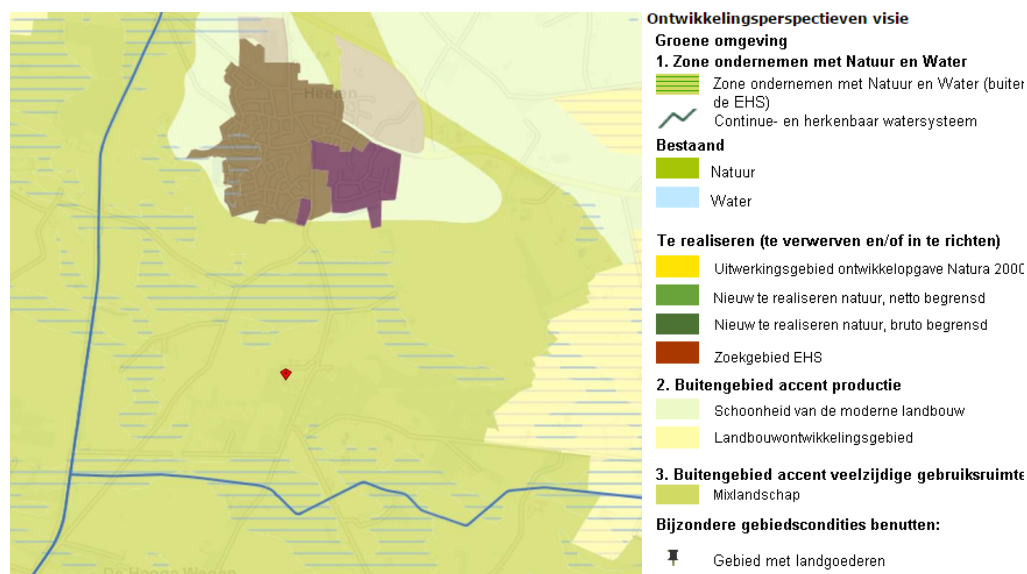 Ontwikkelingsperspectieven visie
Groene omgeving
1. Zone ondernemen met Natuur en Water
Zone ondernemen met Natuur en Water (buiten
de EHS)
Continue- en herkenbaar watersysteem
Bestaand
Natuur
Water
Te realiseren (te verwerven en/of in te richten)
Uitwerkingsgebied ontwikkelopgave Natura 2000
Nieuw te realiseren natuur, netto begrensd
Nieuw te realiseren natuur, bruto begrensd
Zoekgebied EHS
2. Buitengebied accent productie
Schoonheid van de moderne landbouw
Landbouwontwikkelingsgebied
3. Buitengebied accent veelzijdige gebruiksruimte
Mixlandschap
Bijzondere gebiedscondities benutten:
Gebied met landgoederen
Heeten